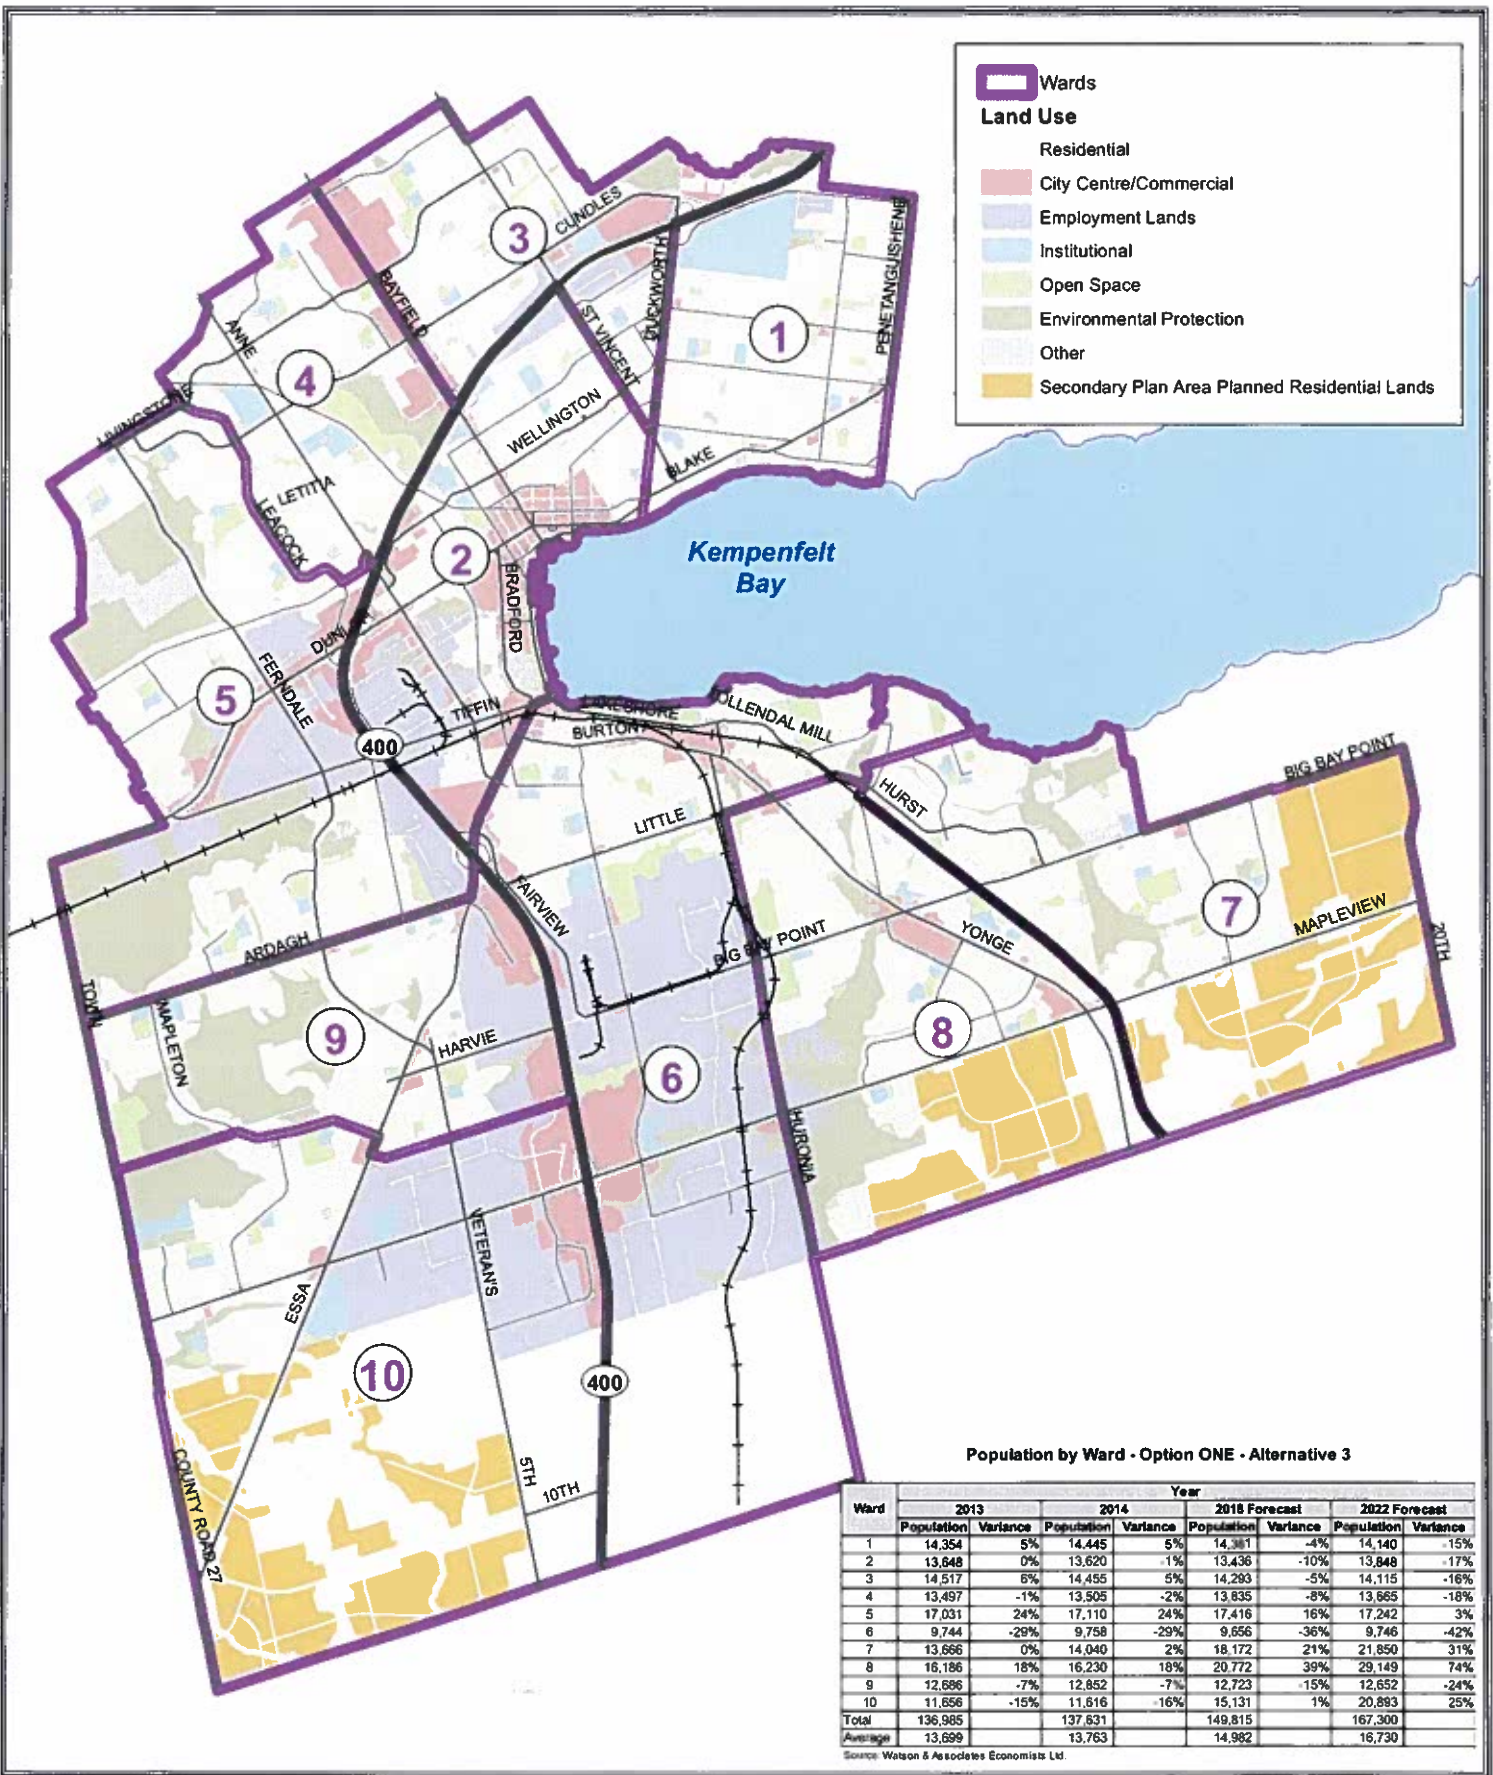 Wards
Land Use
Residential
City Centre/Commercial
Employment Lands
Institutional
Open Space
Environmental Protection
Other
Secondary Plan Area Planned Residential Lands
3
CUNDLES
BAYFIELD
DUCKWORTH
PENETANGUISHENE
ST VINCENT
1
ANNE
4
LIVINGSTONE
WELLINGTON
BLAKE
LETITIA
LEACOCK
2
BRADFORD
Kempenfelt
Bay
DUNLOP
5
FERNDALE
TIFFIN
400
LAKESHORE
BURTON
TOLLENDAL MILL
BIG BAY POINT
HURST
LITTLE
FAIRVIEW
7
MAPLEVIEW
YONGE
BIG BAY POINT
20TH
ARDAGH
TOWN
MAPLETON
9
HARVIE
8
6
HURONIA
VETERAN'S
ESSA
10
400
COUNTY ROAD 27
5TH
10TH
Population by Ward - Option ONE - Alternative 3
Year
Ward 2013 2014 2018 Forecast 2022 Forecast
Population Variance Population Variance Population Variance Population Variance
1 14,354 5% 14,445 5% 14,361 -4% 14,140 -15%
2 13,648 0% 13,620 -1% 13,436 -10% 13,848 -17%
3 14,517 6% 14,455 5% 14,293 -5% 14,115 -16%
4 13,497 -1% 13,505 -2% 13,835 -8% 13,665 -18%
5 17,031 24% 17,110 24% 17,416 16% 17,242 3%
6 9,744 -29% 9,758 -29% 9,656 -36% 9,746 -42%
7 13,666 0% 14,040 2% 18,172 21% 21,850 31%
8 16,186 18% 16,230 18% 20,772 39% 29,149 74%
9 12,686 -7% 12,852 -7% 12,723 -15% 12,652 -24%
10 11,656 -15% 11,616 -16% 15,131 1% 20,893 25%
Total 136,985 137,631 149,815 167,300
Average 13,699 13,763 14,982 16,730
Source: Watson & Associates Economists Ltd.